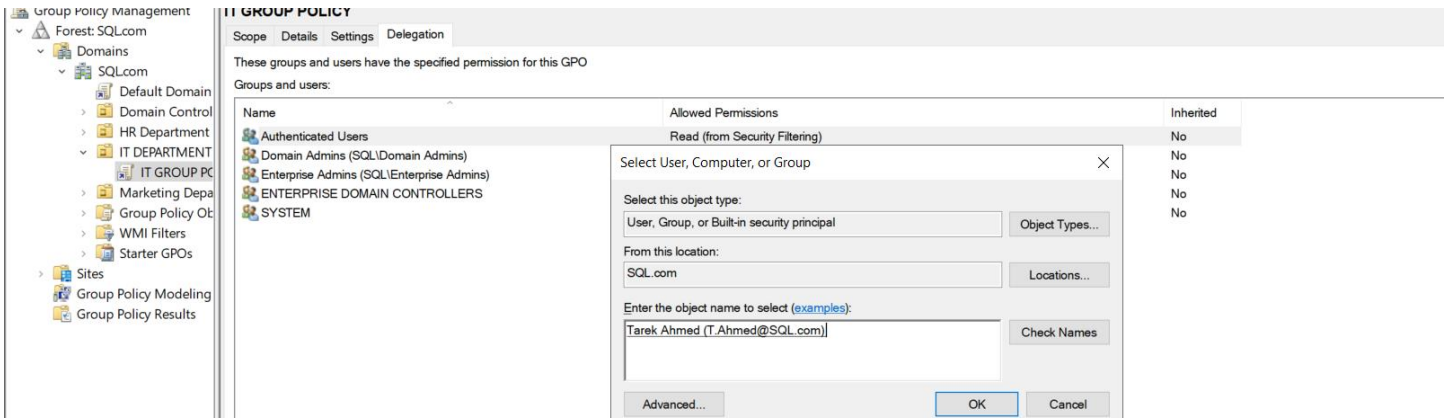 Group Policy Management
Forest: SQL.com
Domains
SQL.com
Default Domain
Domain Control
HR Department
IT DEPARTMENT
IT GROUP PC
Marketing Depa
Group Policy Ob
WMI Filters
Starter GPOs
Sites
Group Policy Modeling
Group Policy Results
IT GROUP POLICY
Scope Details Settings Delegation
These groups and users have the specified permission for this GPO
Groups and users:
Name Allowed Permissions Inherited
Authenticated Users Read (from Security Filtering) No
Domain Admins (SQL\Domain Admins) No
Enterprise Admins (SQL\Enterprise Admins) No
ENTERPRISE DOMAIN CONTROLLERS No
SYSTEM No
Select User, Computer, or Group
Select this object type:
User, Group, or Built-in security principal Object Types...
From this location:
SQL.com Locations...
Enter the object name to select (examples):
Tarek Ahmed (T.Ahmed@SQL.com) Check Names
Advanced... OK Cancel